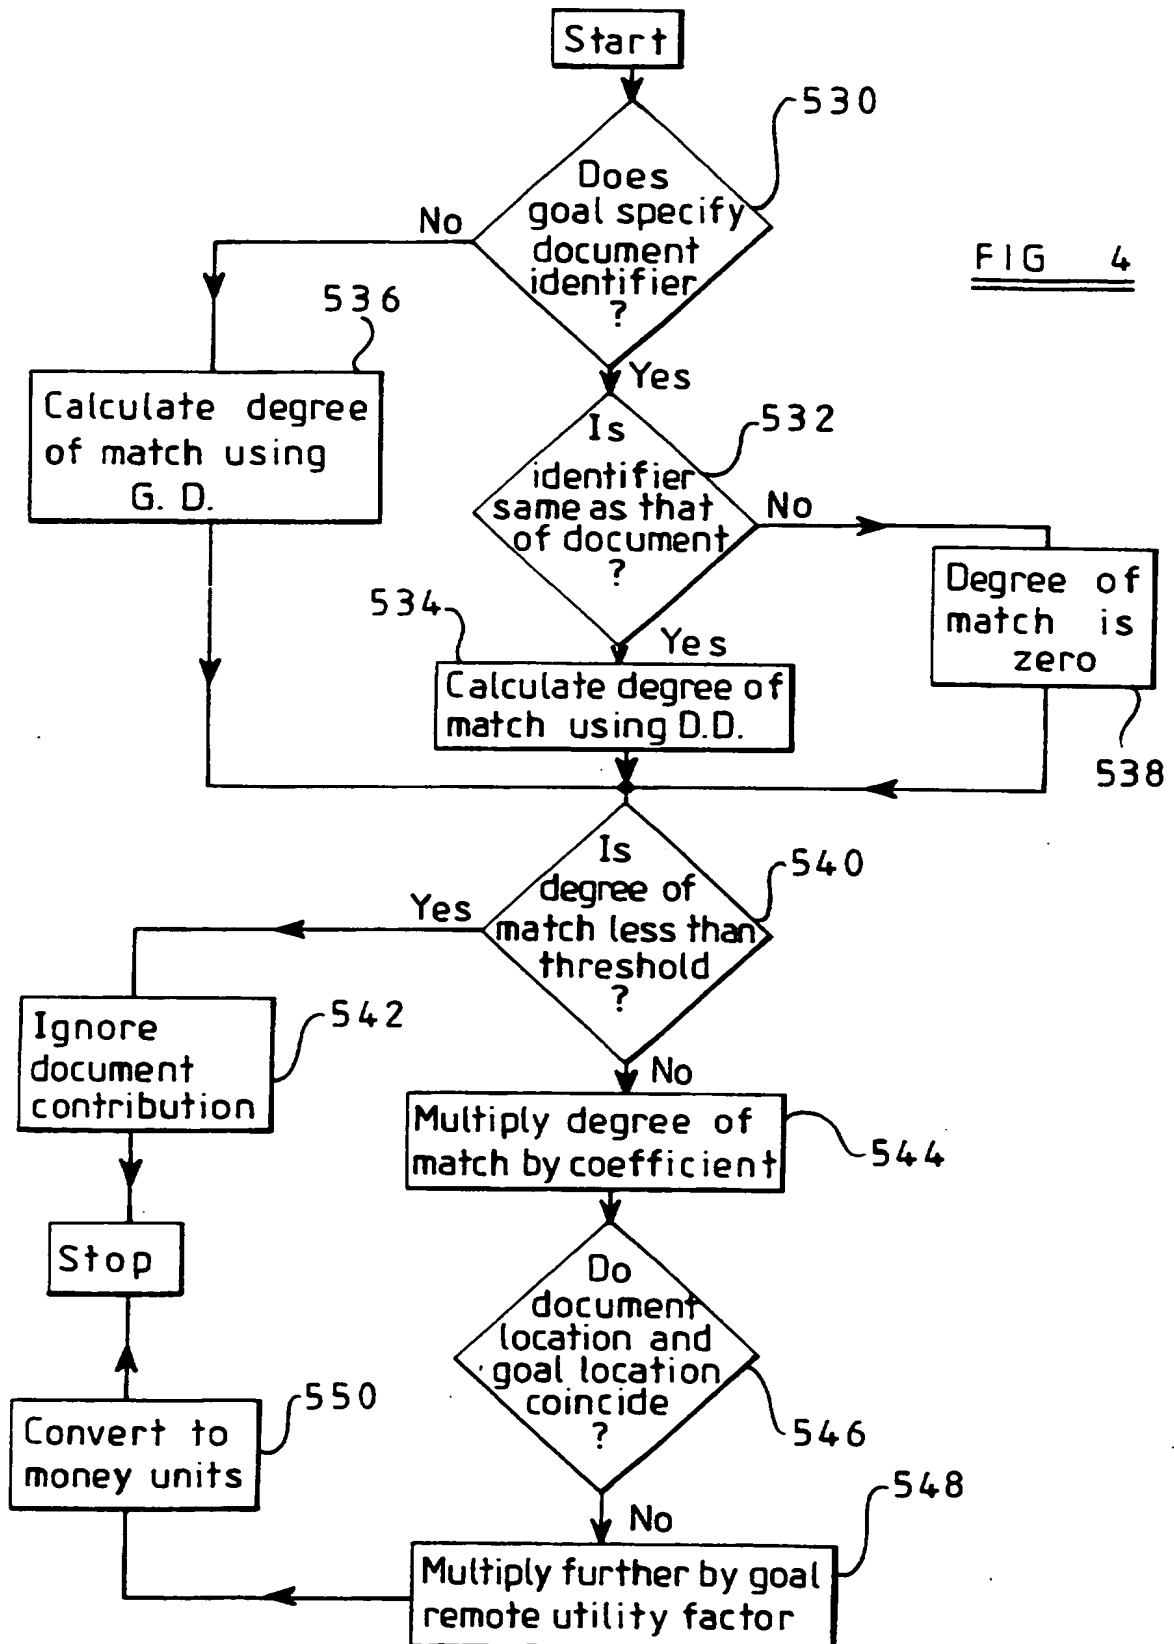 Start
530
Does
goal specify
document
identifier
?
No
FIG 4
536
Yes
Calculate degree
of match using
G. D.
532
Is
identifier
same as that
of document
?
No
Degree of
match is
zero
538
534
Yes
Calculate degree of
match using D.D.
540
Is
degree of
match less than
threshold
?
Yes
542
Ignore
document
contribution
No
Multiply degree of
match by coefficient
544
Stop
Do
document
location and
goal location
coincide
?
546
550
Convert to
money units
No
548
Multiply further by goal
remote utility factor